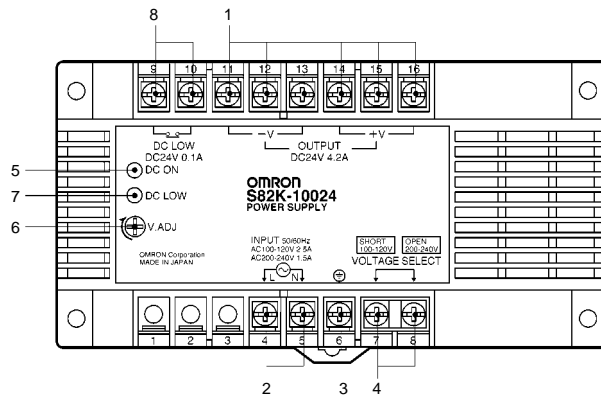 8 1
9 10 11 12 13 14 15 16
−V +V
DC LOW OUTPUT
DC24V 0.1A DC24V 4.2A
5 DC ON
7 DC LOW
6 V.ADJ
OMRON
S82K-10024
POWER SUPPLY
INPUT 50/60Hz
AC100-120V 2.5A
AC200-240V 1.5A
L N
SHORT OPEN
100-120V 200-240V
VOLTAGE SELECT
OMRON Corporation
MADE IN JAPAN
1 2 3 4 5 6 7 8
2 3 4